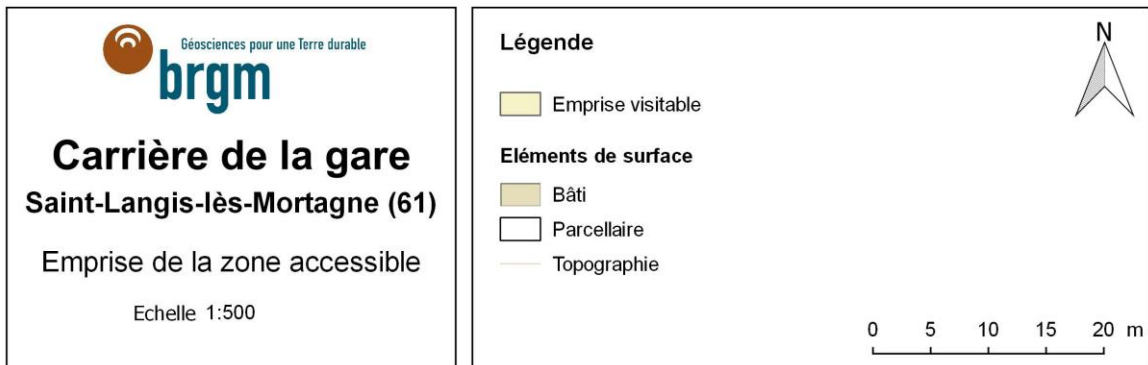 Géosciences pour une Terre durable
brgm
Carrière de la gare
Saint-Langis-lès-Mortagne (61)
Emprise de la zone accessible
Echelle 1:500
Légende
N
Emprise visitable
Eléments de surface
Bâti
Parcellaire
Topographie
0 5 10 15 20 m